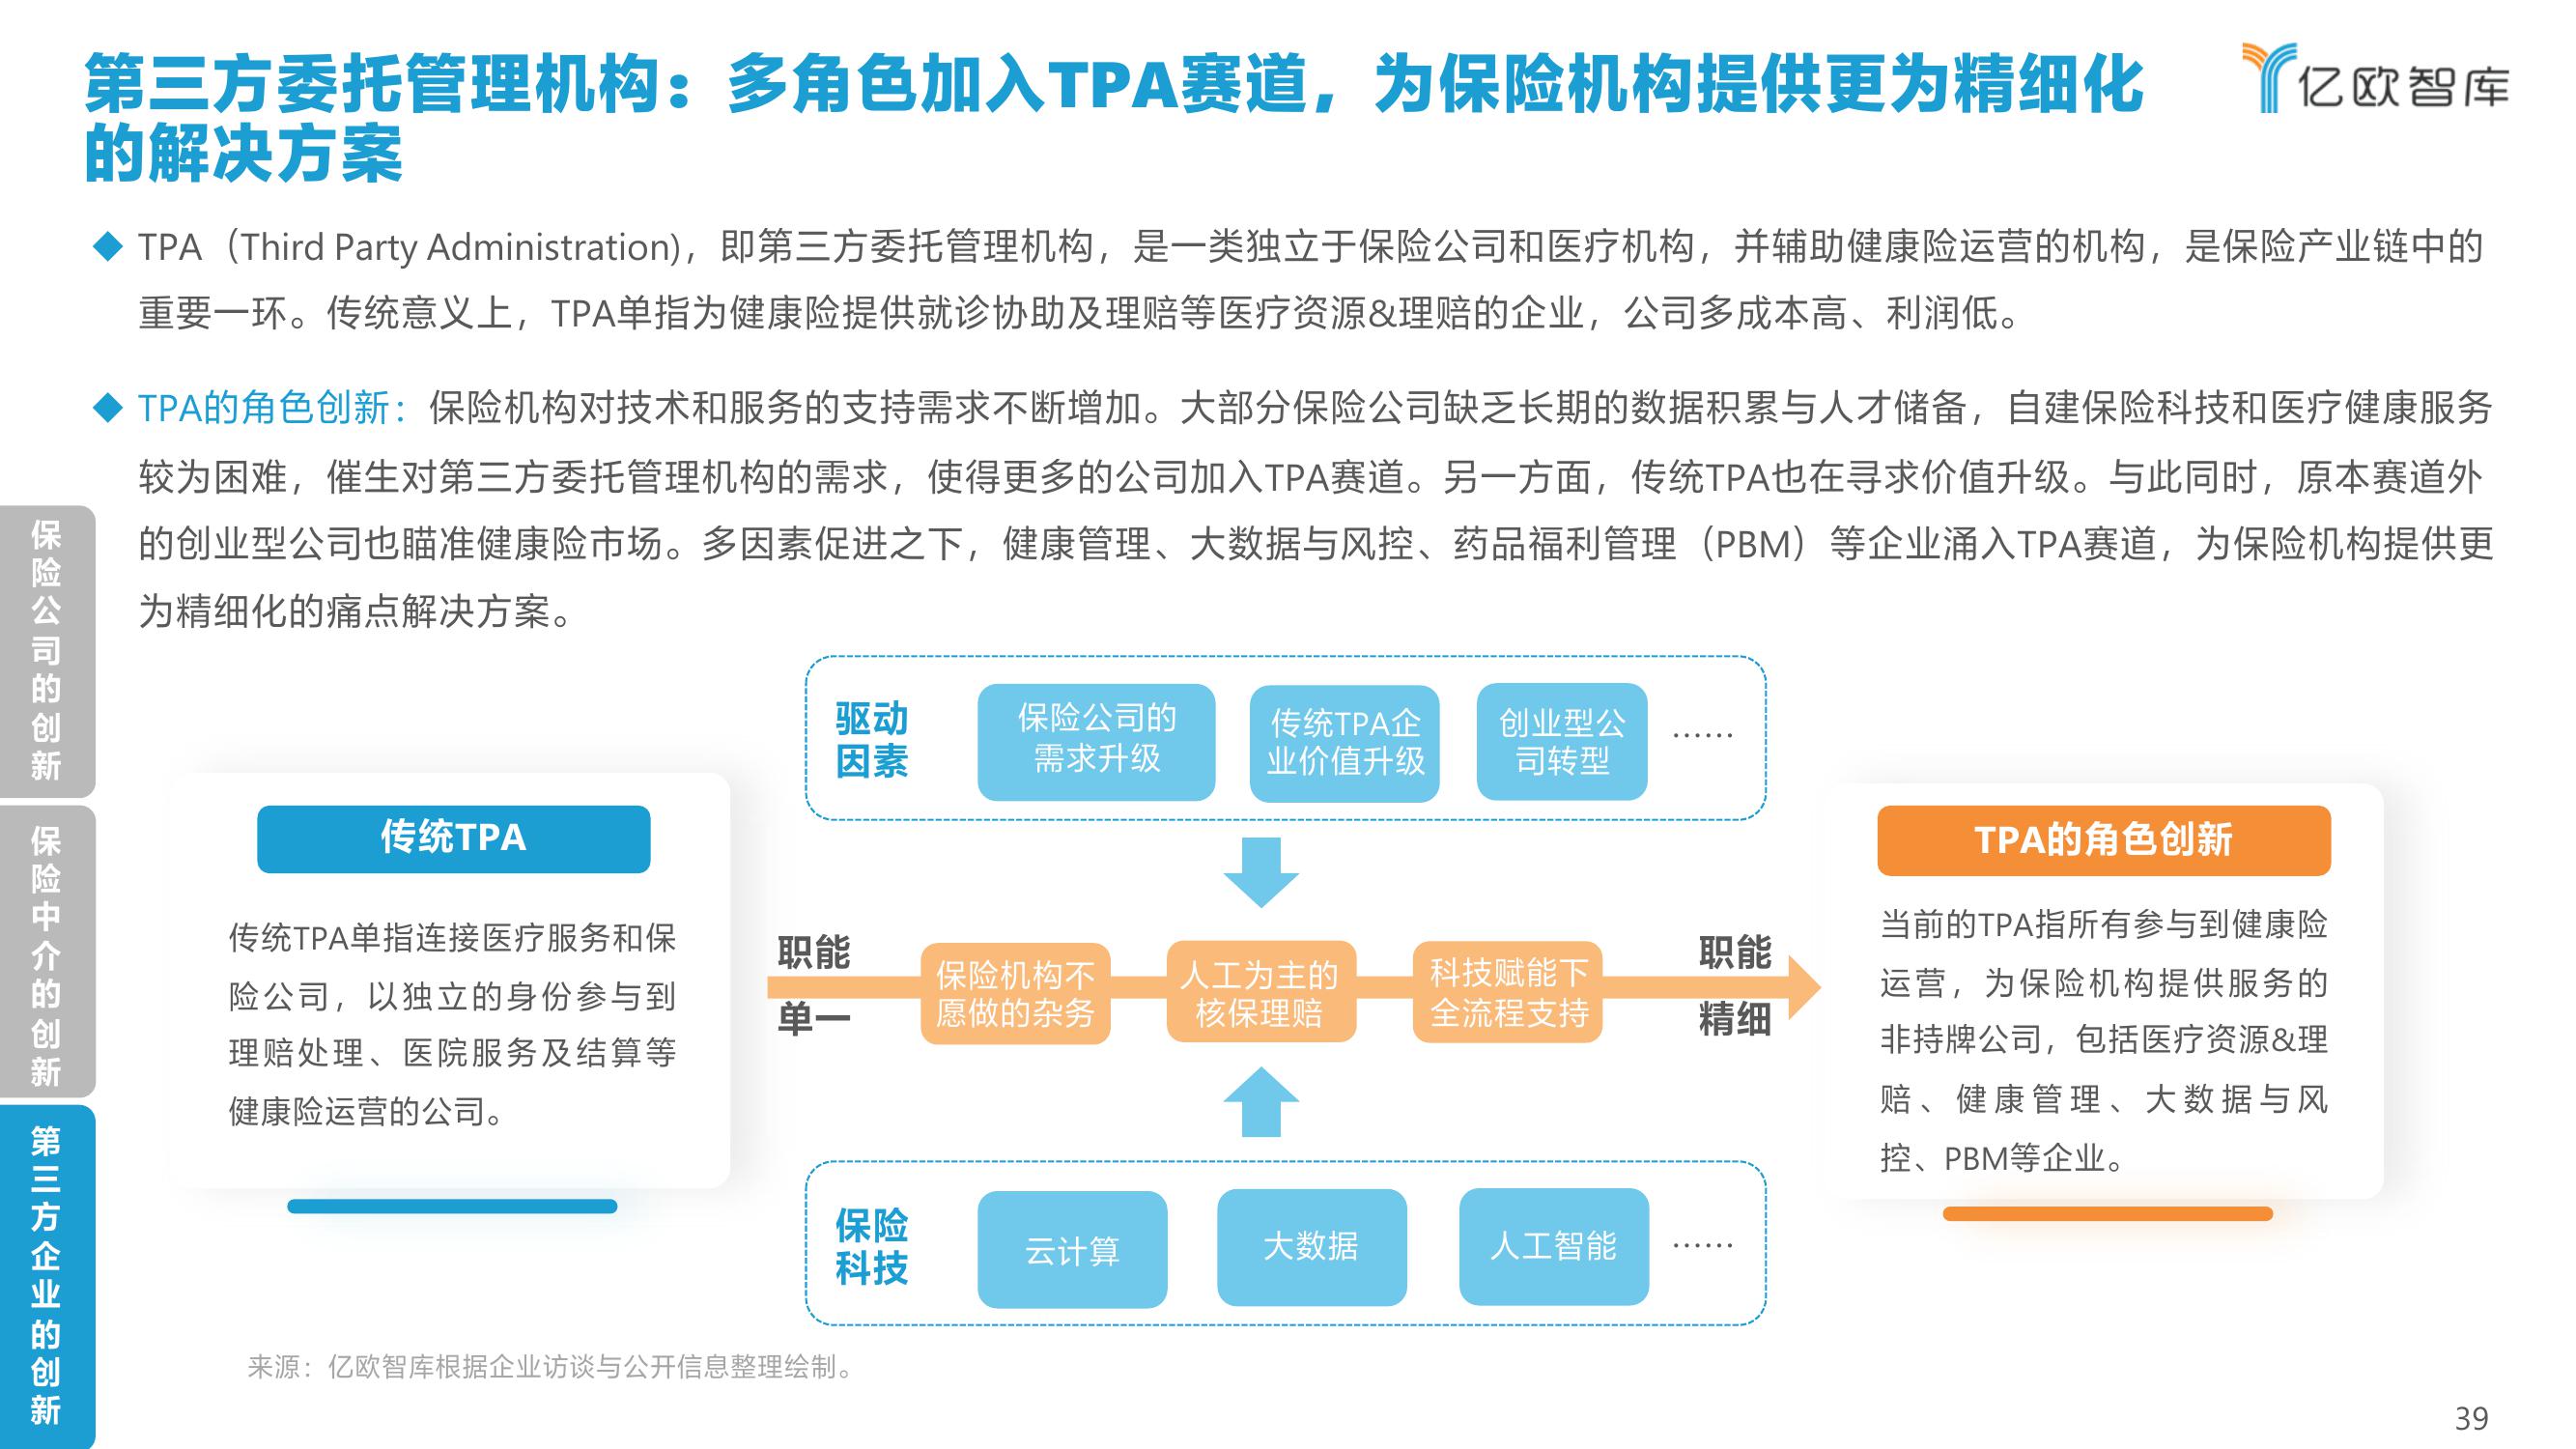 第三方委托管理机构：多角色加入TPA赛道，为保险机构提供更为精细化
的解决方案
亿欧智库
◆ TPA（Third Party Administration)，即第三方委托管理机构，是一类独立于保险公司和医疗机构，并辅助健康险运营的机构，是保险产业链中的
重要一环。传统意义上，TPA单指为健康险提供就诊协助及理赔等医疗资源&理赔的企业，公司多成本高、利润低。
◆ TPA的角色创新：保险机构对技术和服务的支持需求不断增加。大部分保险公司缺乏长期的数据积累与人才储备，自建保险科技和医疗健康服务
较为困难，催生对第三方委托管理机构的需求，使得更多的公司加入TPA赛道。另一方面，传统TPA也在寻求价值升级。与此同时，原本赛道外
的创业型公司也瞄准健康险市场。多因素促进之下，健康管理、大数据与风控、药品福利管理（PBM）等企业涌入TPA赛道，为保险机构提供更
为精细化的痛点解决方案。
保险公司的创新
保险中介的创新
第三方企业的创新
传统TPA
传统TPA单指连接医疗服务和保
险公司，以独立的身份参与到
理赔处理、医院服务及结算等
健康险运营的公司。
驱动
因素
保险公司的
需求升级
传统TPA企
业价值升级
创业型公
司转型
……
职能
单一
保险机构不
愿做的杂务
人工为主的
核保理赔
科技赋能下
全流程支持
职能
精细
保险
科技
云计算
大数据
人工智能
……
TPA的角色创新
当前的TPA指所有参与到健康险
运营，为保险机构提供服务的
非持牌公司，包括医疗资源&理
赔、健康管理、大数据与风
控、PBM等企业。
来源：亿欧智库根据企业访谈与公开信息整理绘制。
39